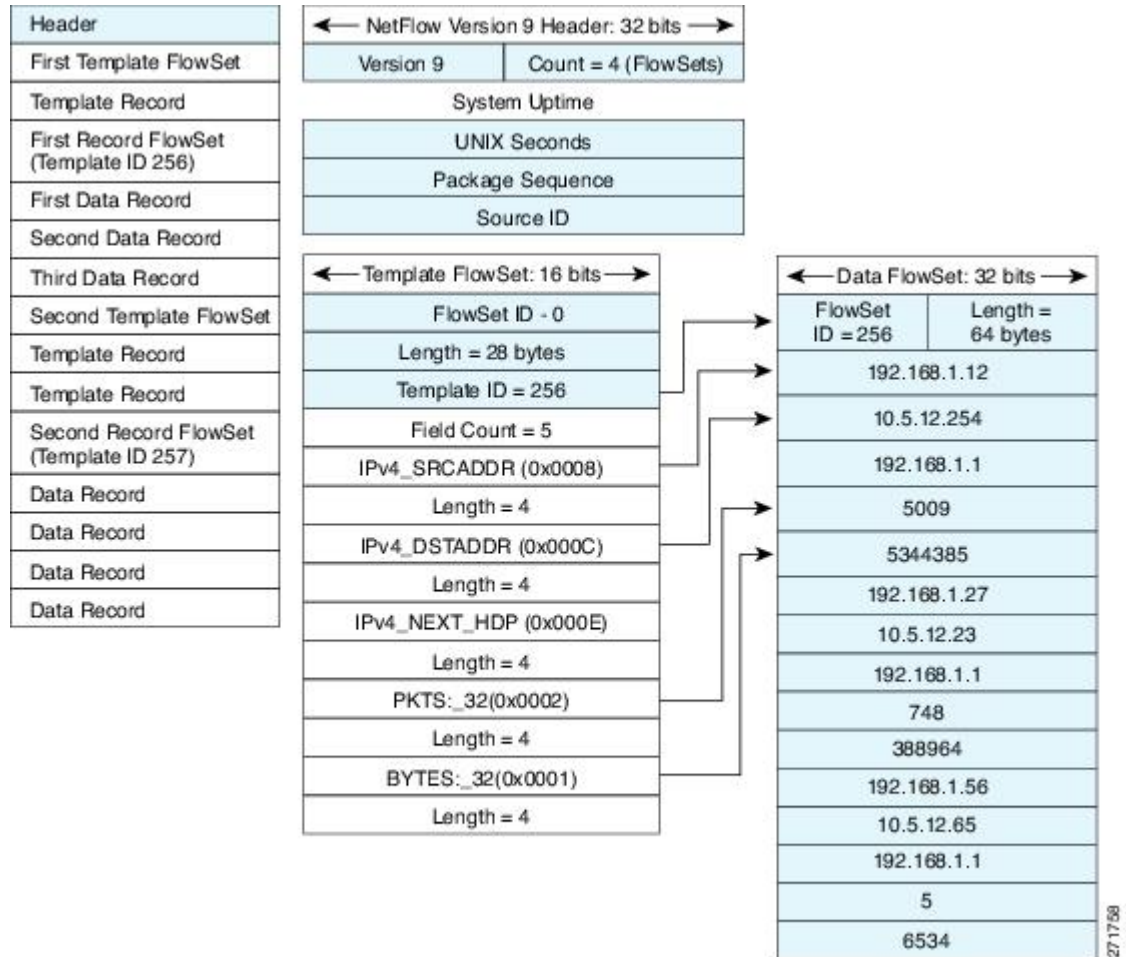 Header
First Template FlowSet
Template Record
First Record FlowSet
(Template ID 256)
First Data Record
Second Data Record
Third Data Record
Second Template FlowSet
Template Record
Template Record
Second Record FlowSet
(Template ID 257)
Data Record
Data Record
Data Record
Data Record
NetFlow Version 9 Header: 32 bits
Version 9
Count = 4 (FlowSets)
System Uptime
UNIX Seconds
Package Sequence
Source ID
Template FlowSet: 16 bits
FlowSet ID - 0
Length = 28 bytes
Template ID = 256
Field Count = 5
IPv4_SRCADDR (0x0008)
Length = 4
IPv4_DSTADDR (0x000C)
Length = 4
IPv4_NEXT_HDP (0x000E)
Length = 4
PKTS:_32(0x0002)
Length = 4
BYTES:_32(0x0001)
Length = 4
Data FlowSet: 32 bits
FlowSet
ID = 256
Length =
64 bytes
192.168.1.12
10.5.12.254
192.168.1.1
5009
5344385
192.168.1.27
10.5.12.23
192.168.1.1
748
388964
192.168.1.56
10.5.12.65
192.168.1.1
5
6534
271758